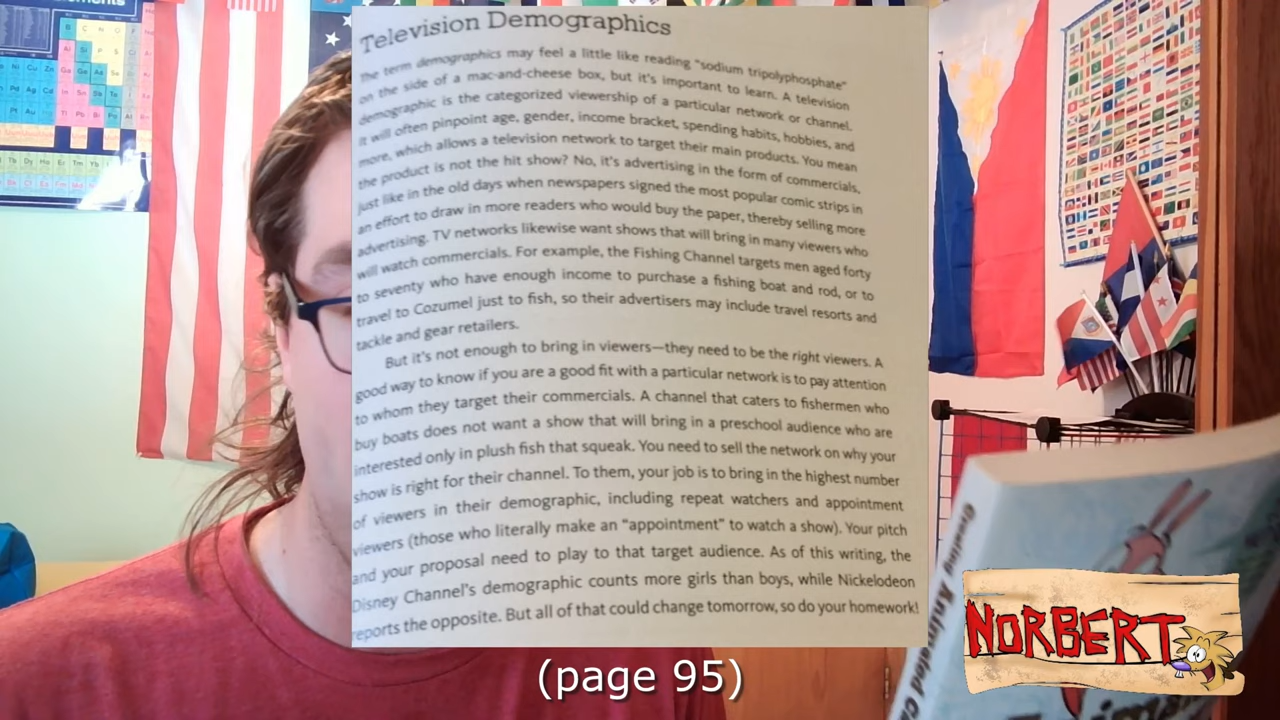 Television Demographics
The term demographics may feel a little like reading "sodium tripolyphosphate"
on the side of a mac-and-cheese box, but it's important to learn. A television
demographic is the categorized viewership of a particular network or channel.
It will often pinpoint age, gender, income bracket, spending habits, hobbies, and
more, which allows a television network to target their main products. You mean
the product is not the hit show? No, it's advertising in the form of commercials,
just like in the old days when newspapers signed the most popular comic strips in
an effort to draw in more readers who would buy the paper, thereby selling more
advertising. TV networks likewise want shows that will bring in many viewers who
will watch commercials. For example, the Fishing Channel targets men aged forty
to seventy who have enough income to purchase a fishing boat and rod, or to
travel to Cozumel just to fish, so their advertisers may include travel resorts and
tackle and gear retailers.
But it's not enough to bring in viewers—they need to be the right viewers. A
good way to know if you are a good fit with a particular network is to pay attention
to whom they target their commercials. A channel that caters to fishermen who
buy boats does not want a show that will bring in a preschool audience who are
interested only in plush fish that squeak. You need to sell the network on why your
show is right for their channel. To them, your job is to bring in the highest number
of viewers in their demographic, including repeat watchers and appointment
viewers (those who literally make an "appointment" to watch a show). Your pitch
and your proposal need to play to that target audience. As of this writing, the
Disney Channel's demographic counts more girls than boys, while Nickelodeon
reports the opposite. But all of that could change tomorrow, so do your homework!
(page 95)
NORBERT
Creating Animated